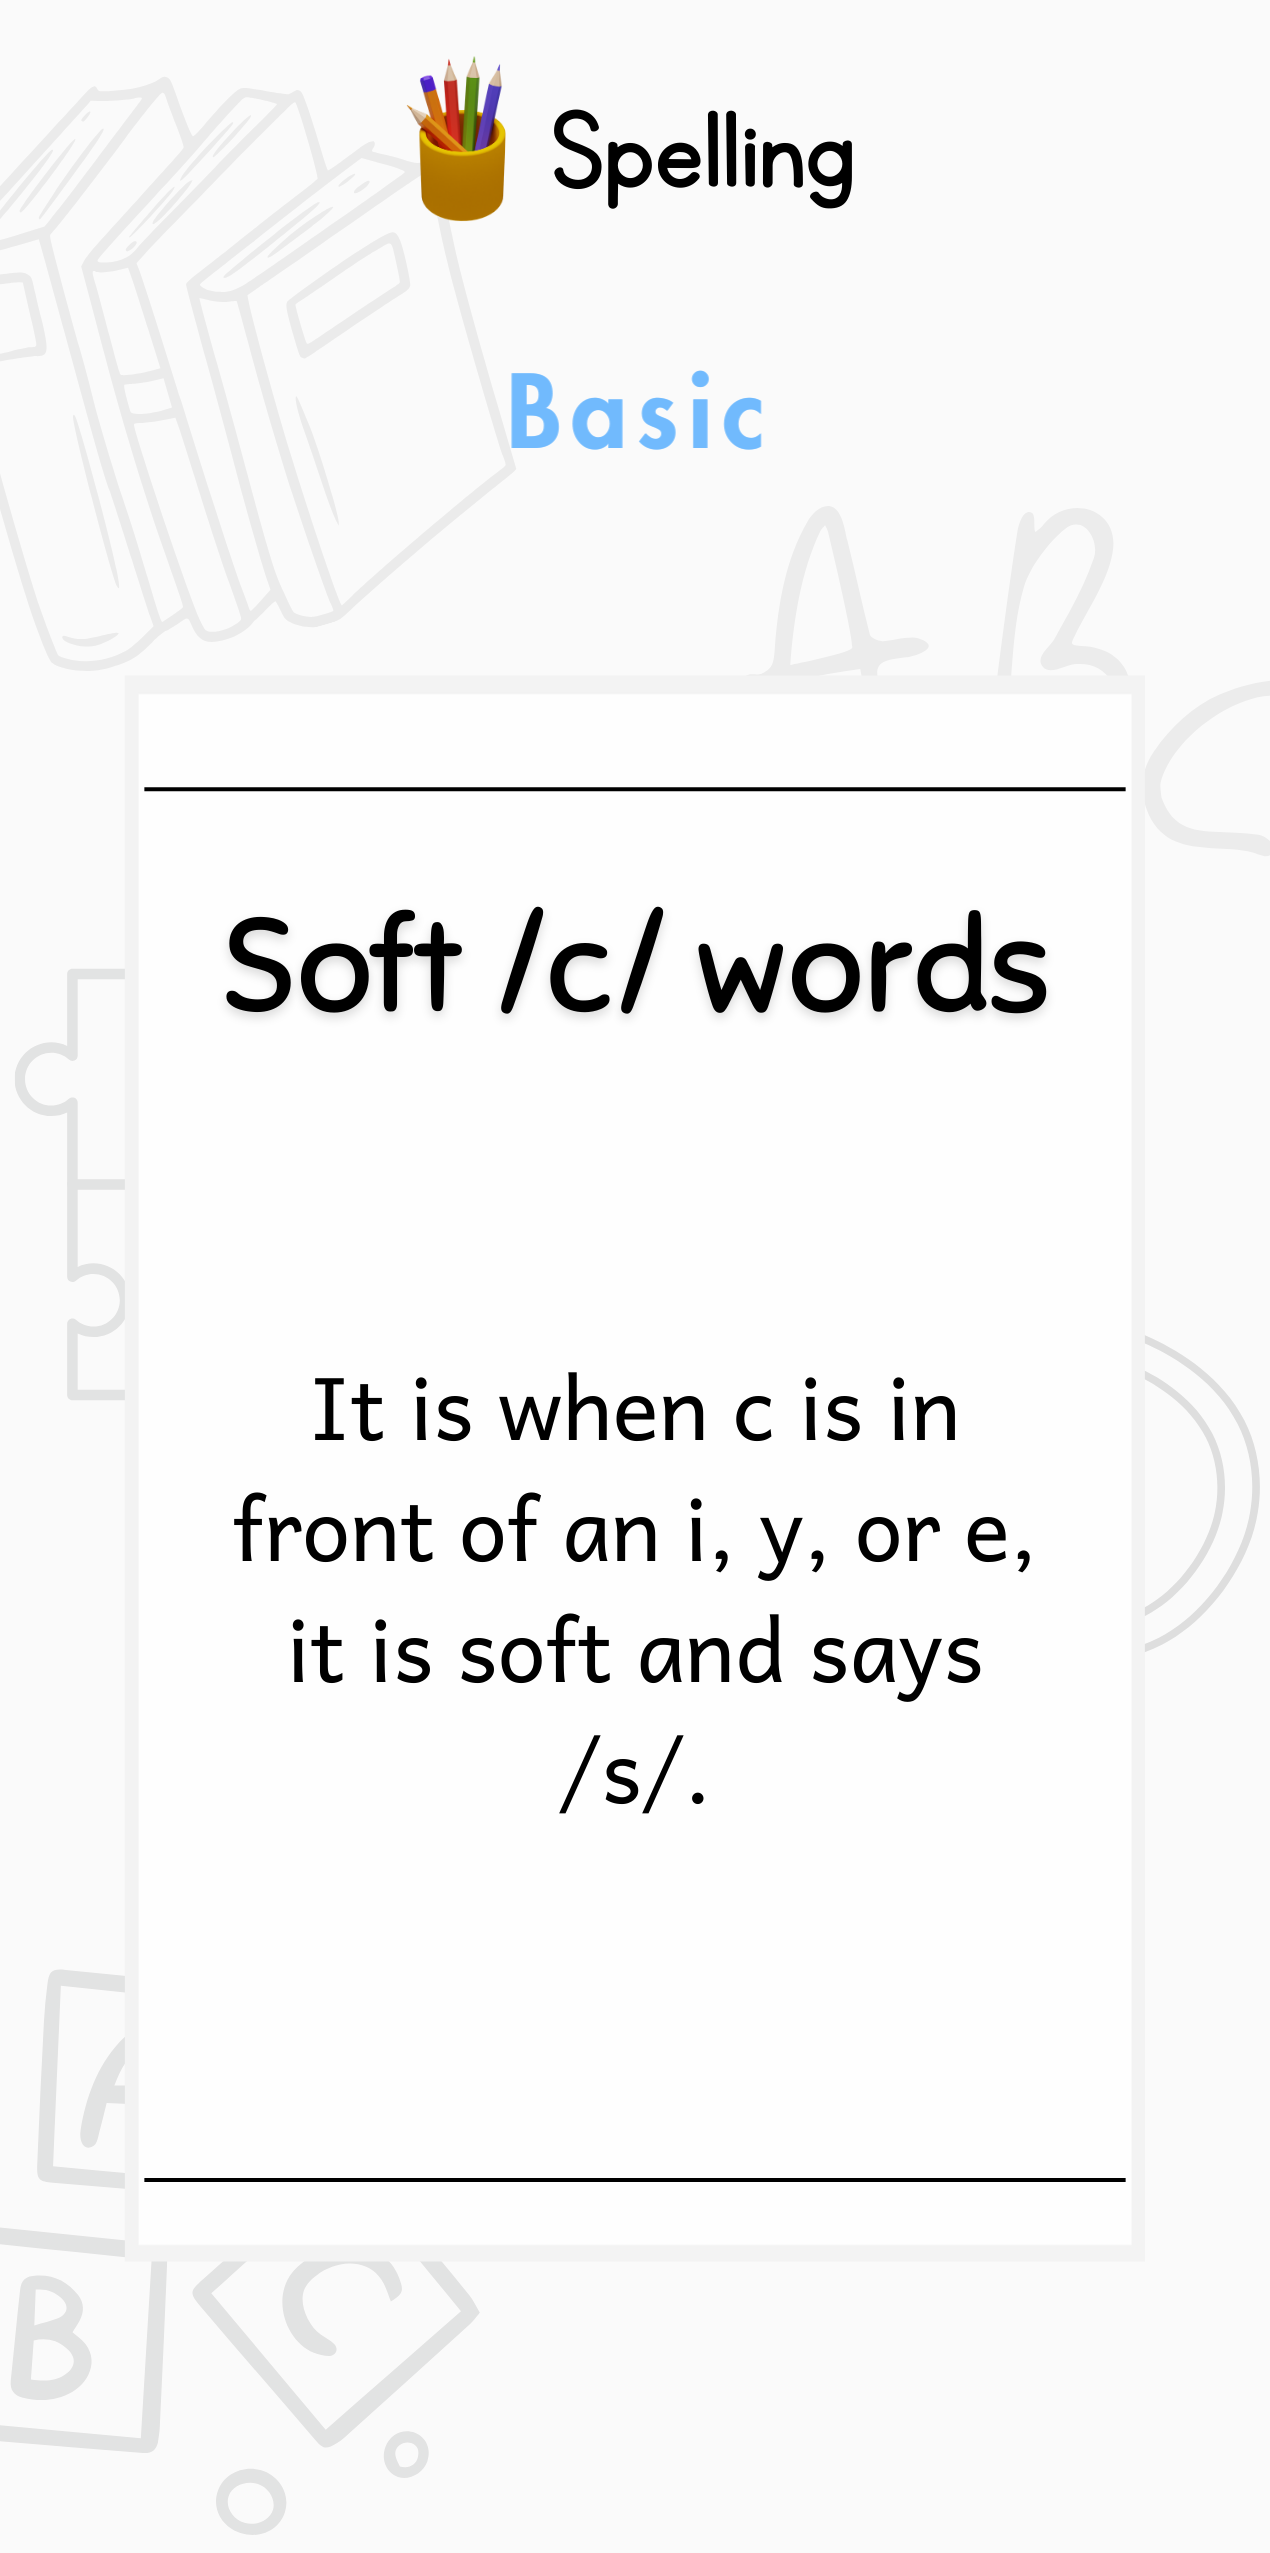 Spelling
Basic
A B
Soft /c/ words
It is when c is in
front of an i, y, or e,
it is soft and says
/s/.
A
B
C